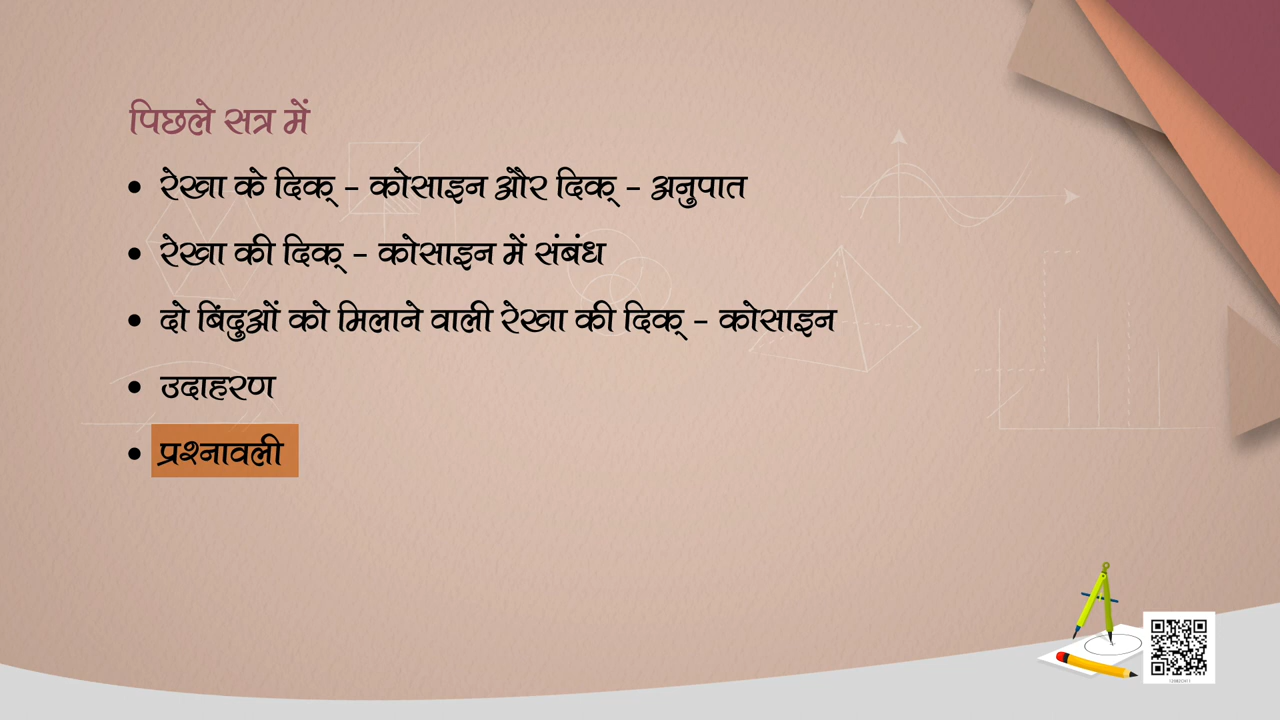 पिछले सत्र में
• रेखा के दिक् - कोसाइन और दिक् - अनुपात
• रेखा की दिक् - कोसाइन में संबंध
• दो बिंदुओं को मिलाने वाली रेखा की दिक् - कोसाइन
• उदाहरण
• प्रश्नावली